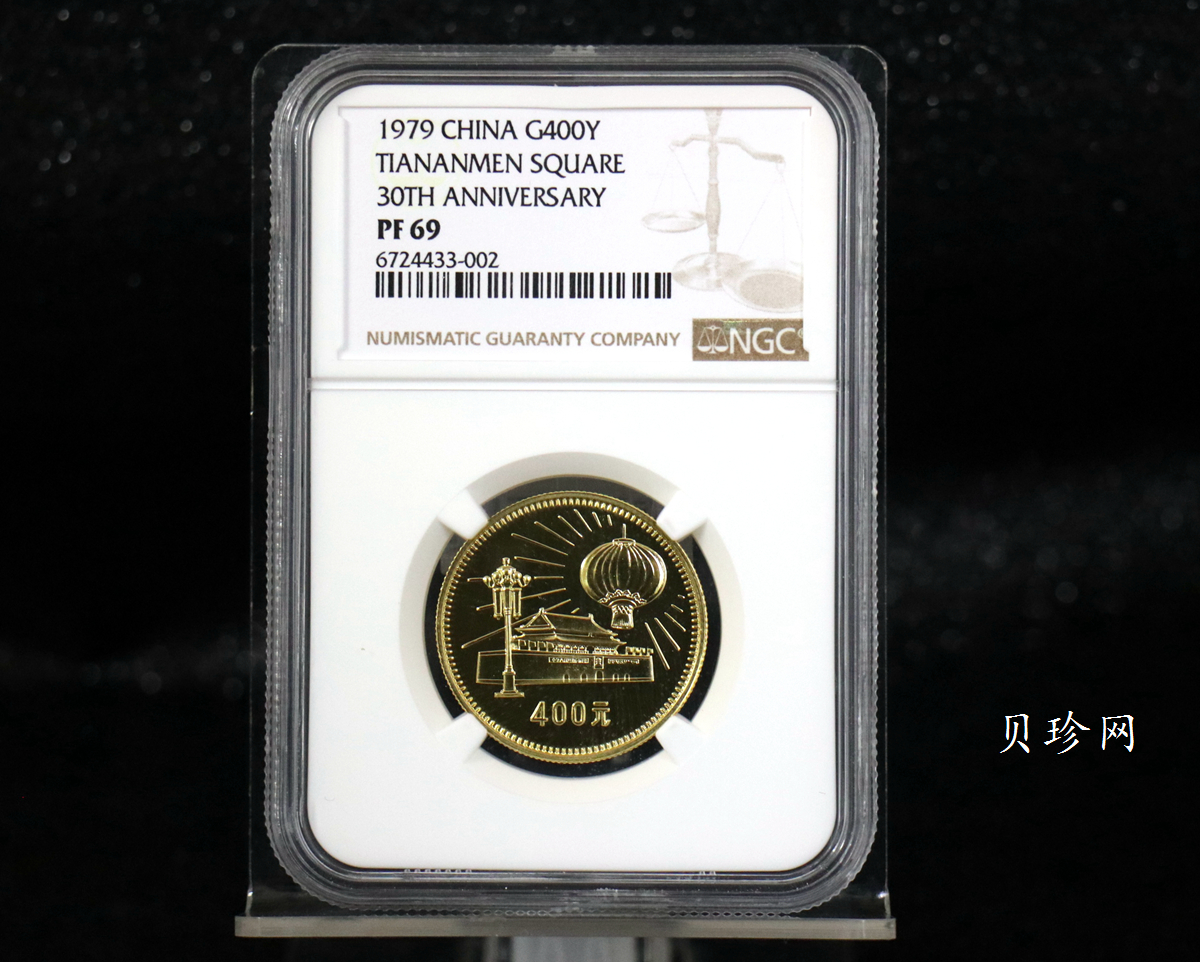 1979 CHINA G400Y
TIANANMEN SQUARE
30TH ANNIVERSARY
PF 69
6724433-002
NUMISMATIC GUARANTY COMPANY
NGC
400元
贝珍网